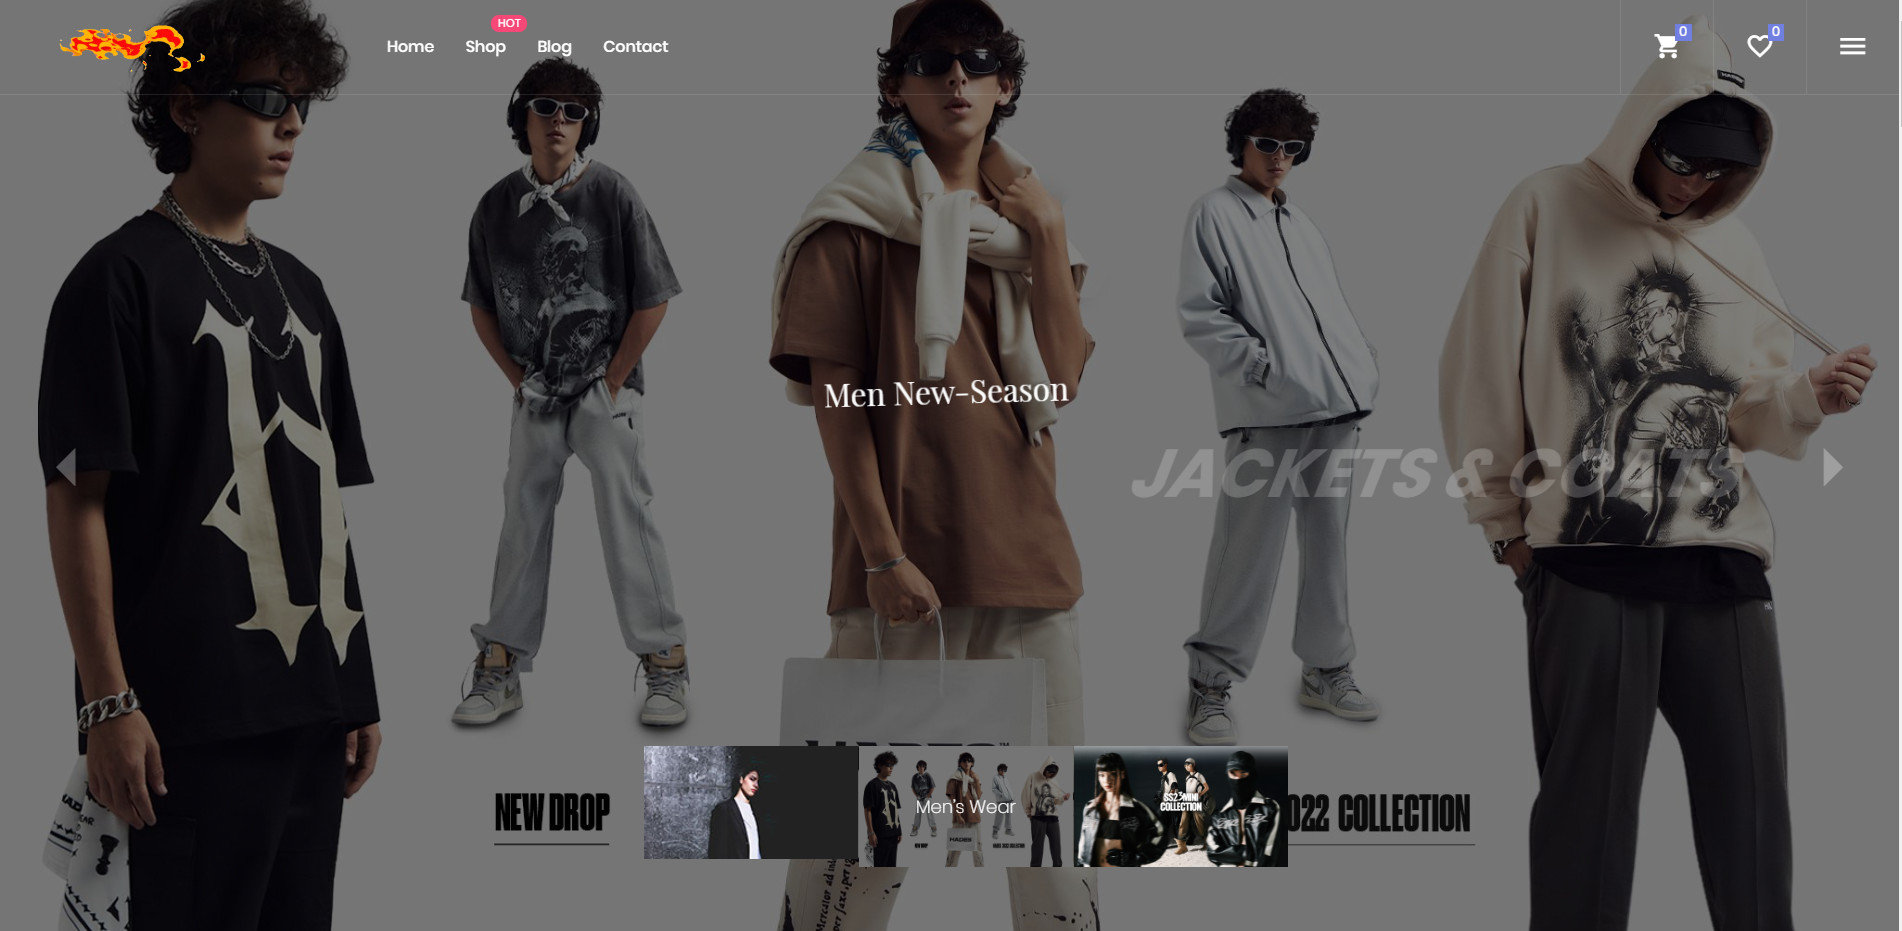 HOT
Home Shop Blog Contact
0 0
Men New-Season
JACKETS & COATS
NEW DROP
Men's Wear
SS23 MINI
COLLECTION
022 COLLECTION